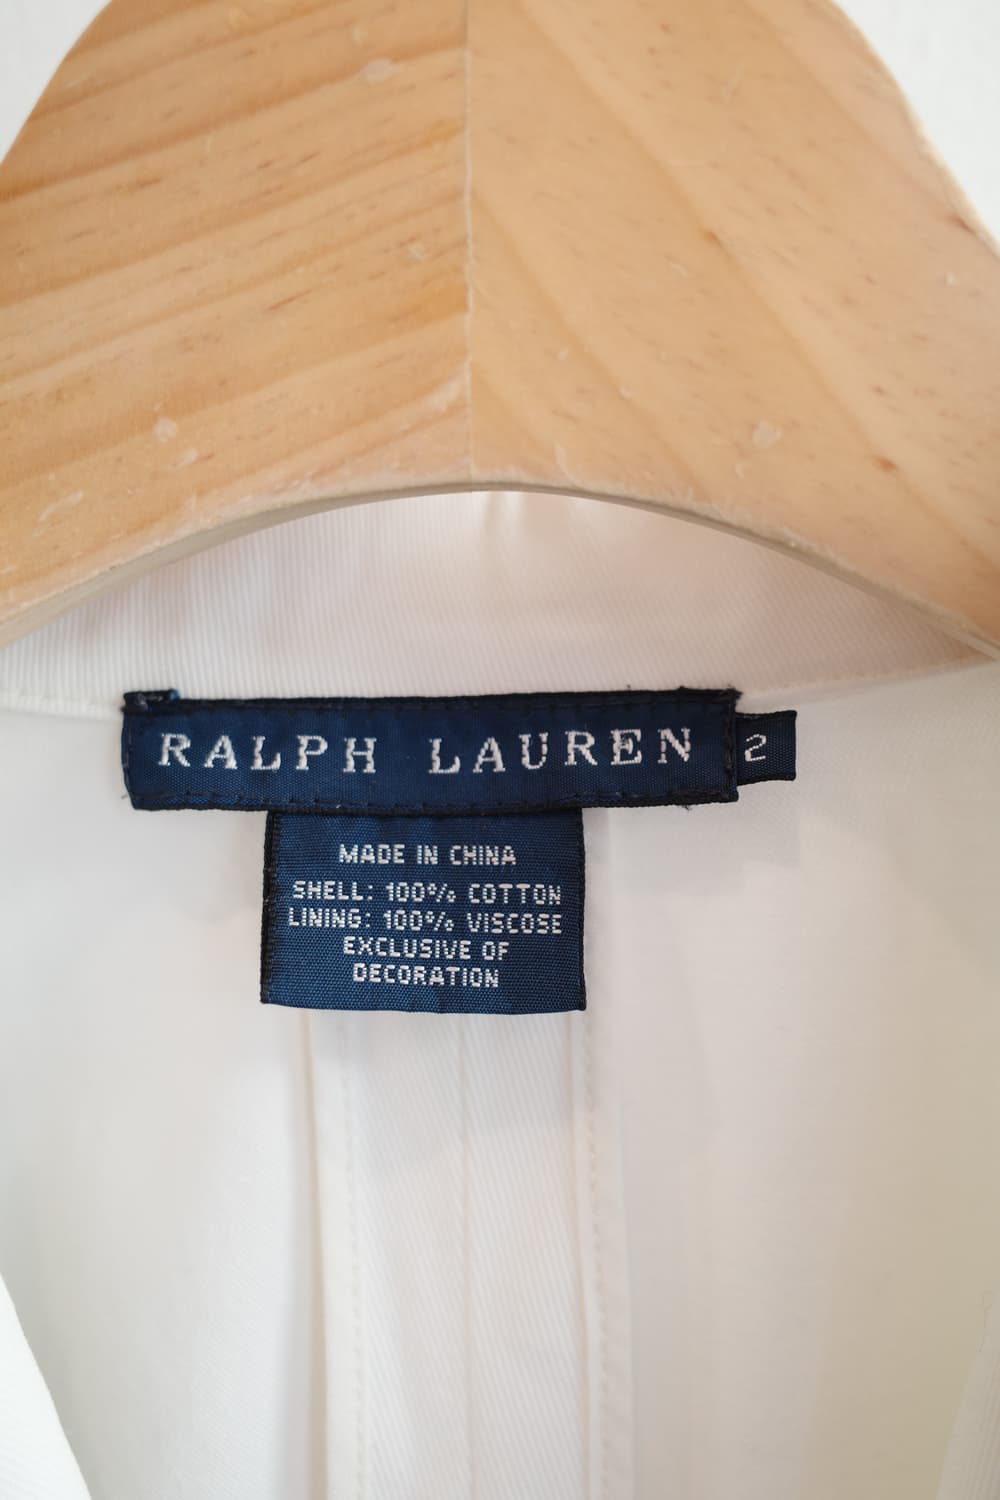 RALPH LAUREN 2
MADE IN CHINA
SHELL: 100% COTTON
LINING: 100% VISCOSE
EXCLUSIVE OF
DECORATION